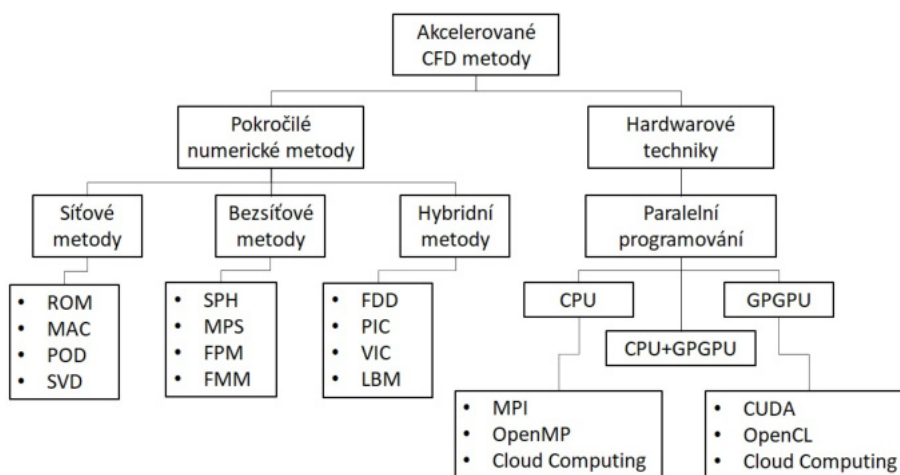 Akcelerované
CFD metody
Pokročilé
numerické metody
Hardwarové
techniky
Síťové
metody
Bezsíťové
metody
Hybridní
metody
Paralelní
programování
• ROM
• MAC
• POD
• SVD
• SPH
• MPS
• FPM
• FMM
• FDD
• PIC
• VIC
• LBM
CPU
GPGPU
CPU+GPGPU
• MPI
• OpenMP
• Cloud Computing
• CUDA
• OpenCL
• Cloud Computing